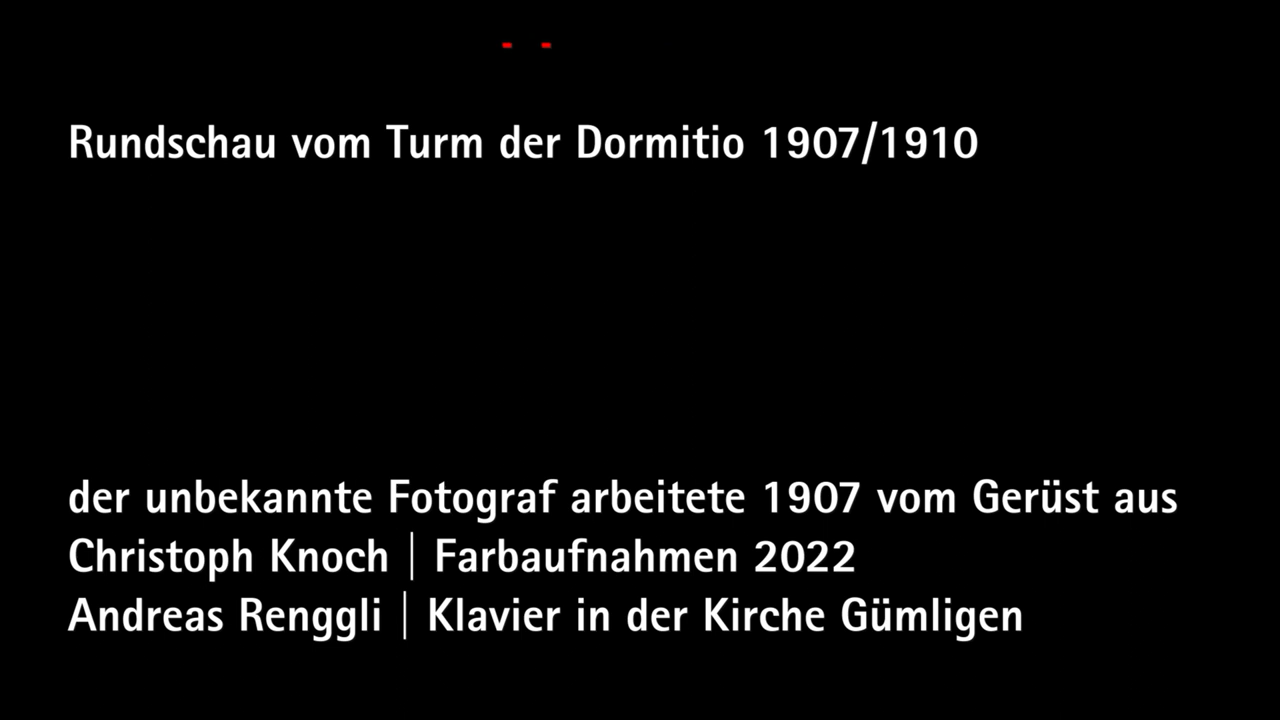 Rundschau vom Turm der Dormitio 1907/1910
der unbekannte Fotograf arbeitete 1907 vom Gerüst aus
Christoph Knoch | Farbaufnahmen 2022
Andreas Renggli | Klavier in der Kirche Gümligen